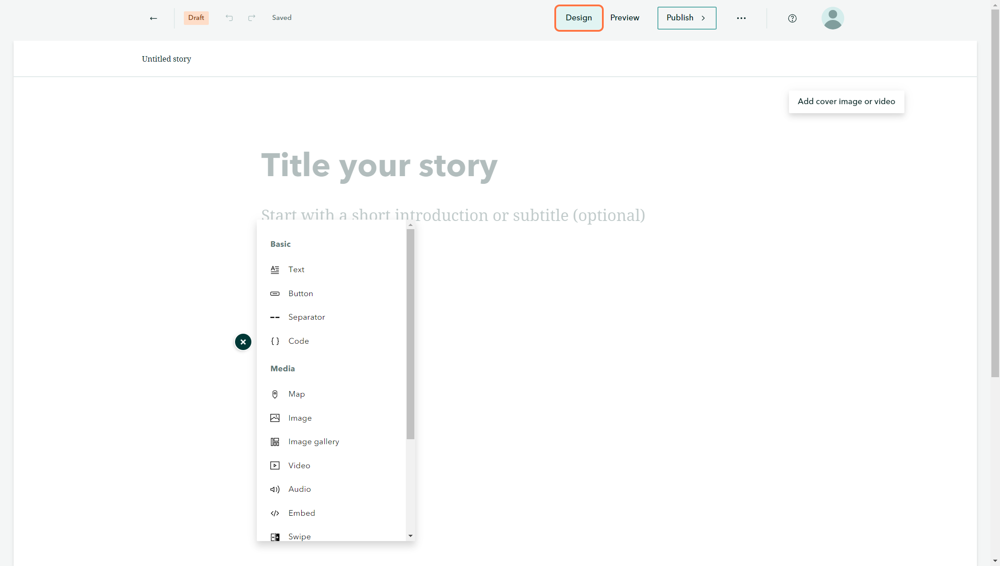 Draft Saved Design Preview Publish
Untitled story
Add cover image or video
Title your story
Start with a short introduction or subtitle (optional)
Basic
Text
Button
Separator
Code
Media
Map
Image
Image gallery
Video
Audio
Embed
Swipe